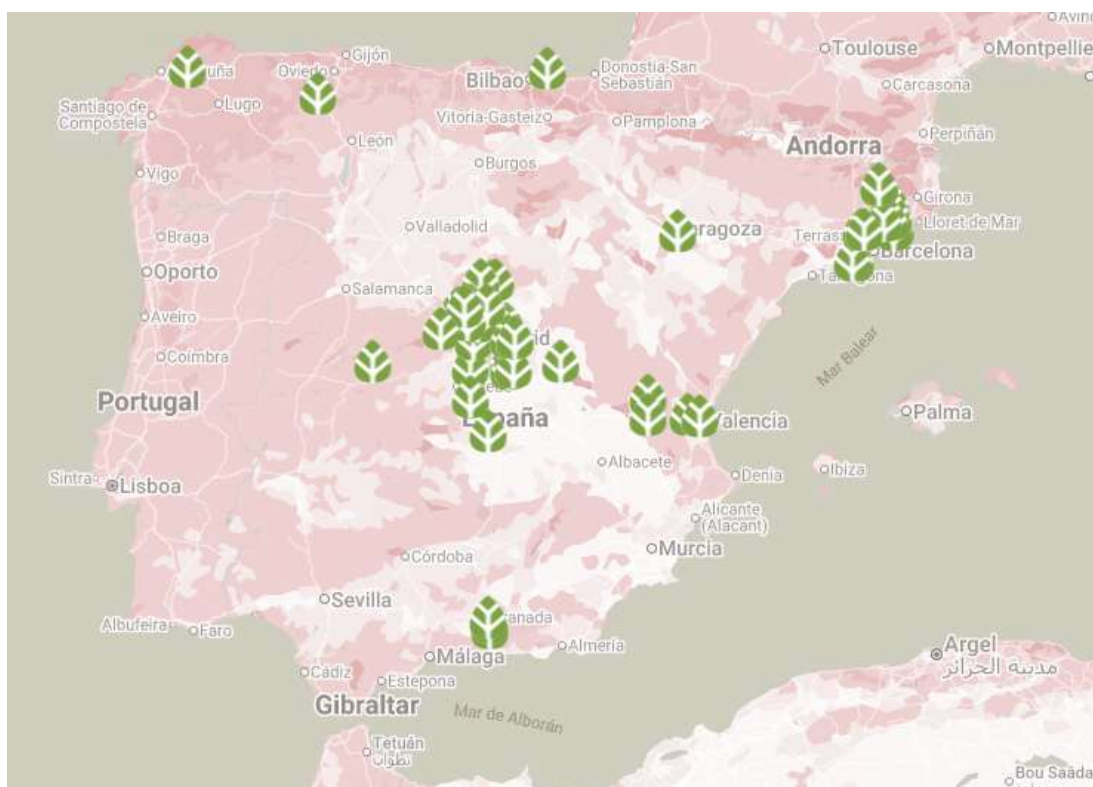 Gijón
Toulouse
Montpellie
Oviedo
Bilbao
Donostia-San
Sebastián
Carcasona
Lugo
Santiago de
Compostela
Vitoria-Gasteiz
Pamplona
León
Andorra
Perpiñán
Burgos
Vigo
Girona
Valladolid
Lloret de Mar
Braga
Barcelona
Oporto
Salamanca
Aveiro
Coimbra
Mar Balear
Portugal
Palma
Valencia
Albacete
Ibiza
Denia
Sintra
Lisboa
Alicante
(Alacant)
Murcia
Córdoba
Sevilla
Albufeira
Faro
Almería
Málaga
Argel
مدينة الجزائر
Cádiz
Estepona
Gibraltar
Mar de Alborán
Tetuán
تطوان
Bou Saâda